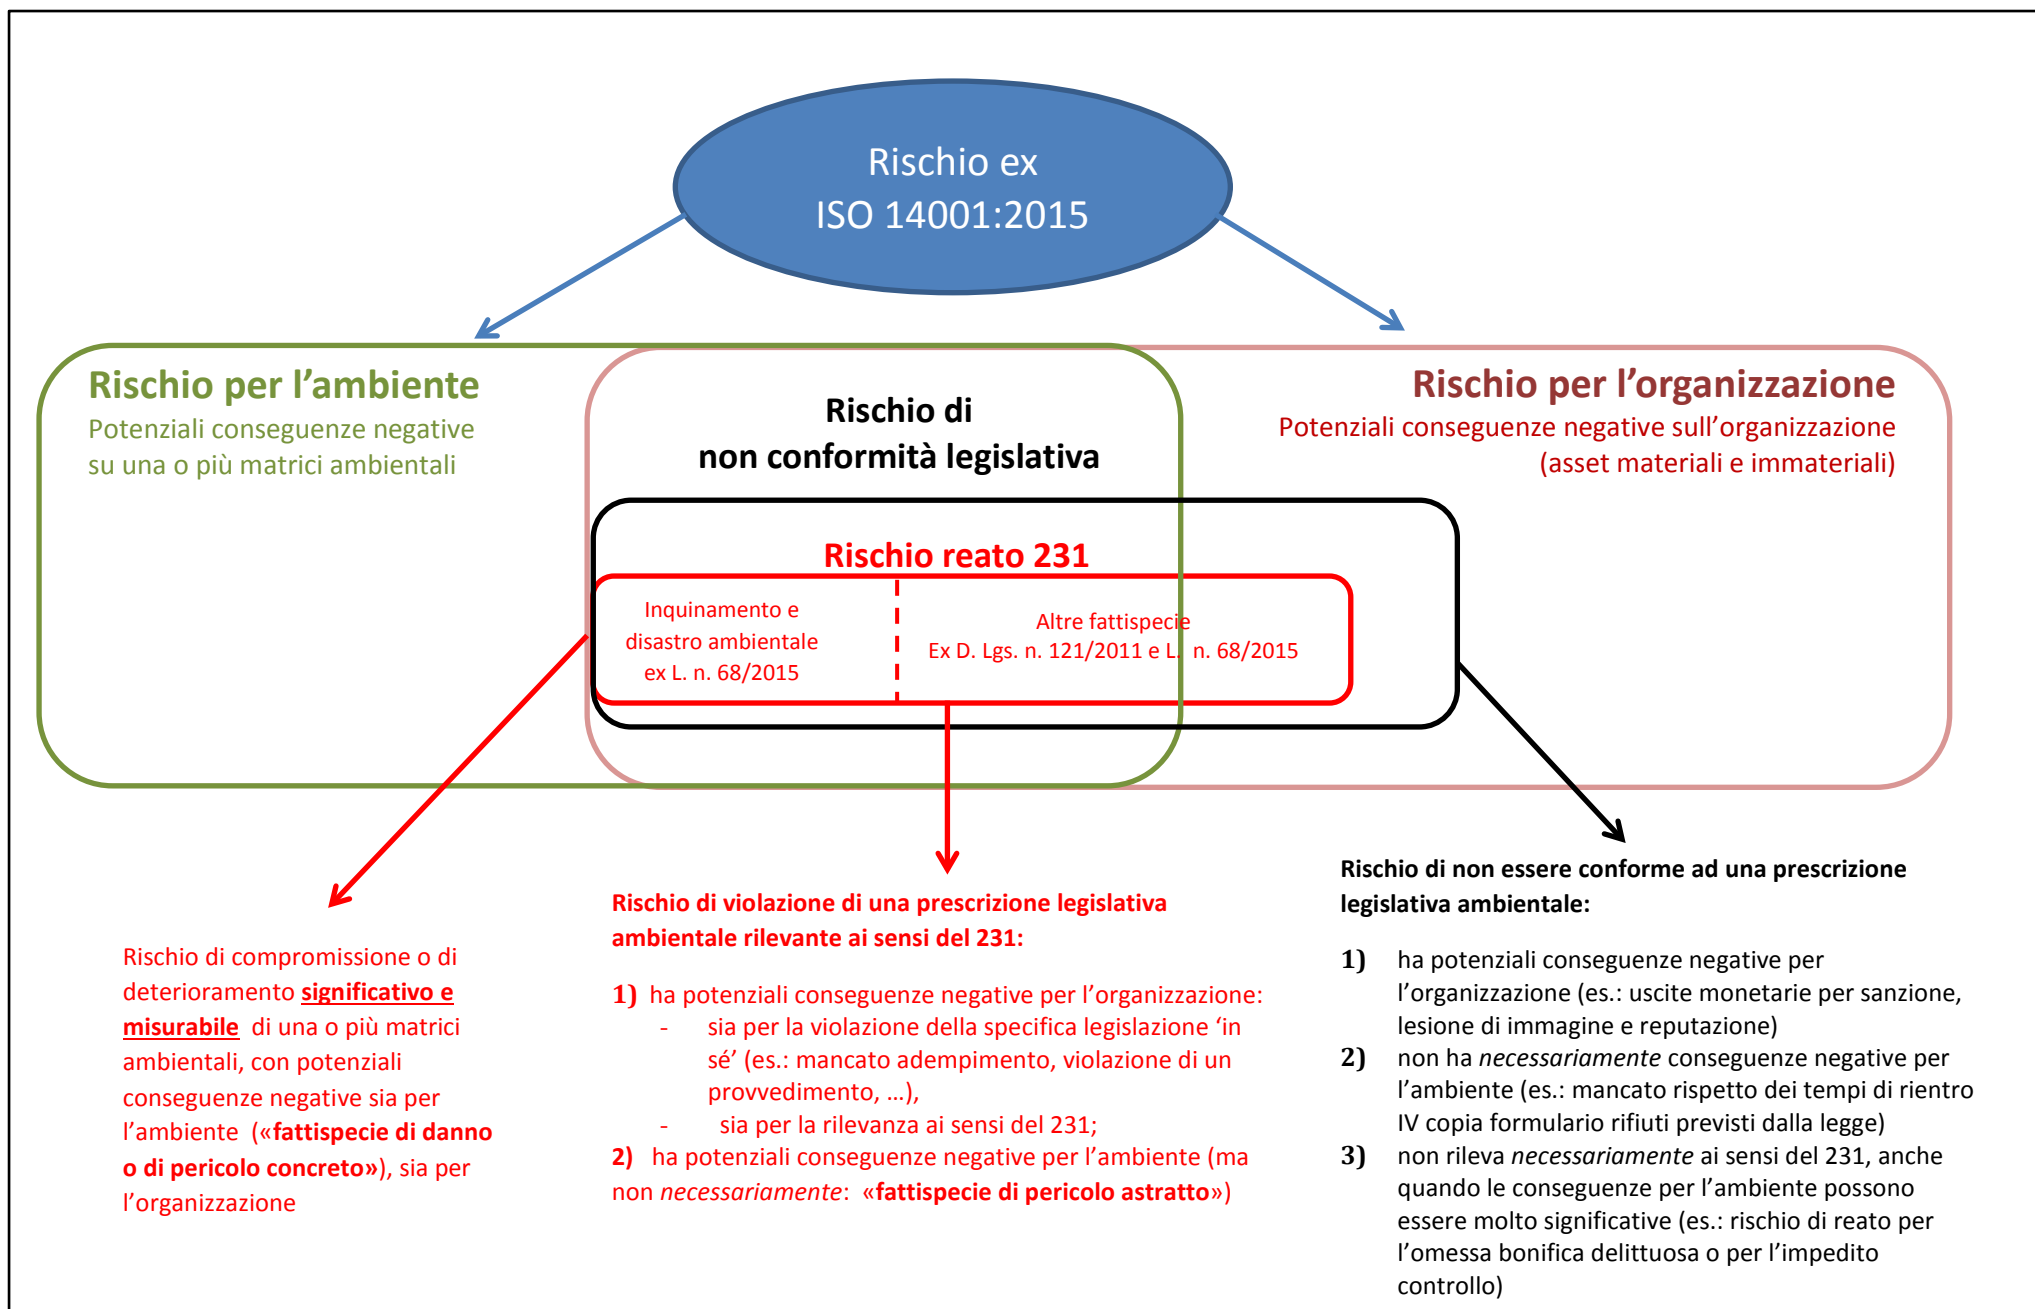 Rischio ex
ISO 14001:2015
Rischio per l’ambiente
Potenziali conseguenze negative
su una o più matrici ambientali
Rischio di
non conformità legislativa
Rischio per l’organizzazione
Potenziali conseguenze negative sull’organizzazione
(asset materiali e immateriali)
Rischio reato 231
Inquinamento e
disastro ambientale
ex L. n. 68/2015
Altre fattispecie
Ex D. Lgs. n. 121/2011 e L. n. 68/2015
Rischio di compromissione o di
deterioramento significativo e
misurabile di una o più matrici
ambientali, con potenziali
conseguenze negative sia per
l’ambiente («fattispecie di danno
o di pericolo concreto»), sia per
l’organizzazione
Rischio di violazione di una prescrizione legislativa
ambientale rilevante ai sensi del 231:
1) ha potenziali conseguenze negative per l’organizzazione:
- sia per la violazione della specifica legislazione ‘in
sé’ (es.: mancato adempimento, violazione di un
provvedimento, …),
- sia per la rilevanza ai sensi del 231;
2) ha potenziali conseguenze negative per l’ambiente (ma
non necessariamente: «fattispecie di pericolo astratto»)
Rischio di non essere conforme ad una prescrizione
legislativa ambientale:
1) ha potenziali conseguenze negative per
l’organizzazione (es.: uscite monetarie per sanzione,
lesione di immagine e reputazione)
2) non ha necessariamente conseguenze negative per
l’ambiente (es.: mancato rispetto dei tempi di rientro
IV copia formulario rifiuti previsti dalla legge)
3) non rileva necessariamente ai sensi del 231, anche
quando le conseguenze per l’ambiente possono
essere molto significative (es.: rischio di reato per
l’omessa bonifica delittuosa o per l’impedito
controllo)